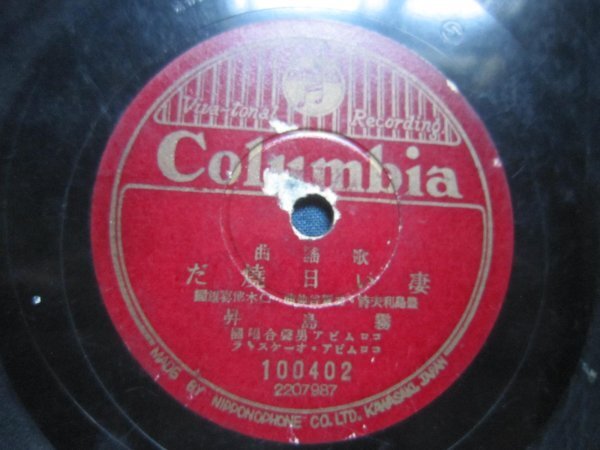 Viva-tonal Recording
Columbia
曲謠歌
だ燒日い凄
昇島霧
團唱合聲男アビムロコ
ラトスケーオ・アビムロコ
100402
2207987
MADE BY NIPPONOPHONE CO. LTD. KAWASAKI, JAPAN